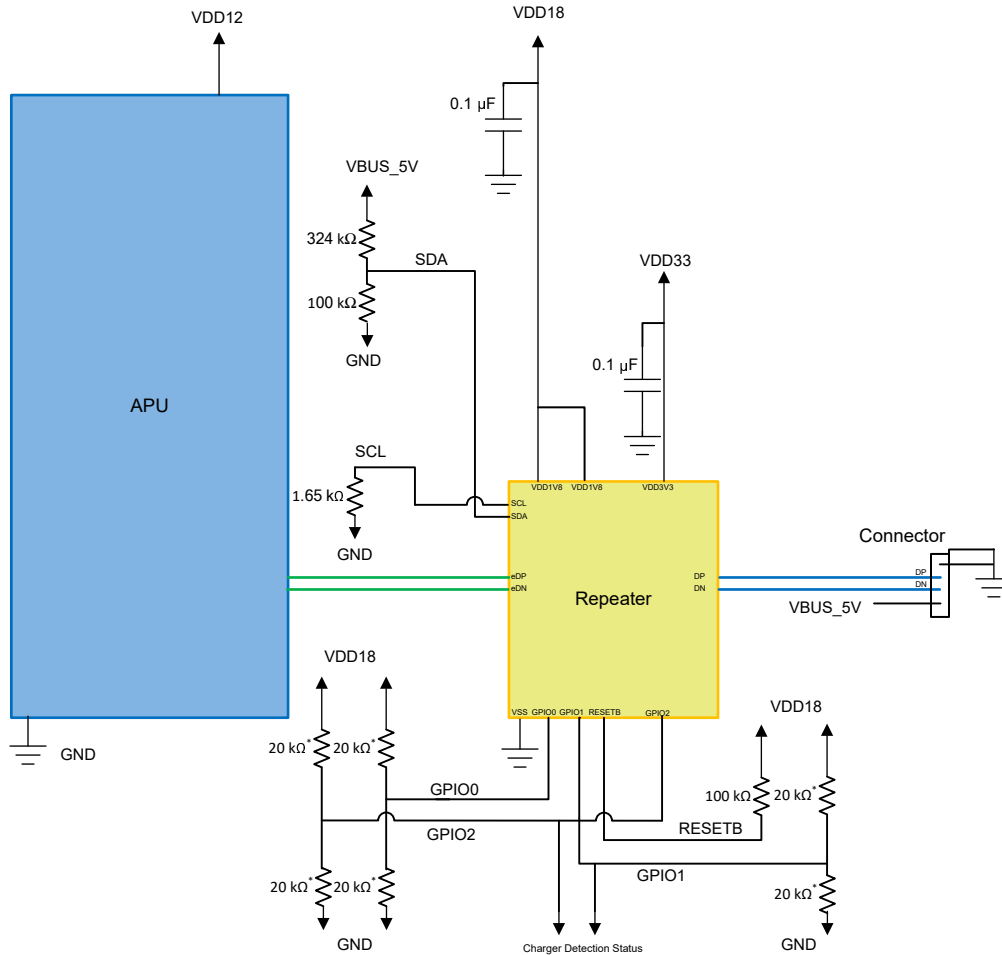 VDD12
VDD18
0.1 µF
VBUS_5V
324 kΩ
SDA
100 kΩ
GND
VDD33
0.1 µF
APU
SCL
1.65 kΩ
GND
VDD1V8
VDD1V8
VDD3V3
SCL
SDA
eDP
eDN
Repeater
DP
DN
Connector
DP
DN
VBUS_5V
VSS
GPIO0
GPIO1
RESETB
GPIO2
VDD18
VDD18
GND
20 kΩ*
20 kΩ*
GPIO0
GPIO2
100 kΩ
20 kΩ*
RESETB
GPIO1
20 kΩ*
20 kΩ*
20 kΩ*
GND
Charger Detection Status
GND